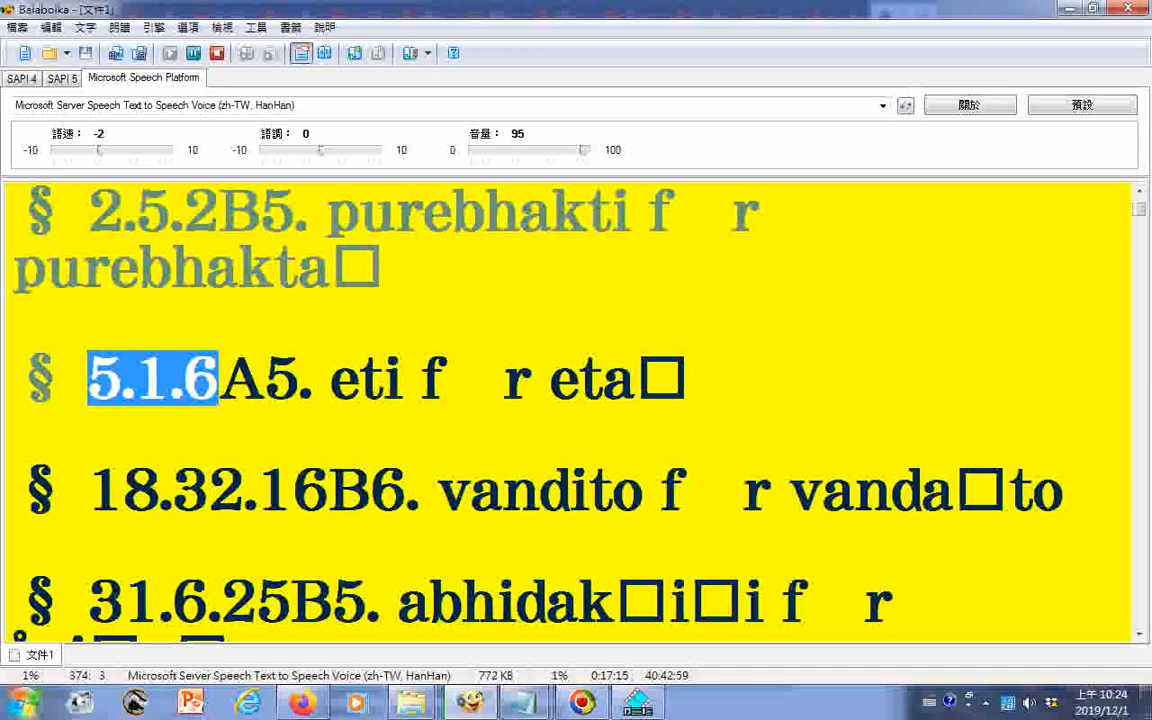 Balabolka - [文件1]
檔案 編輯 文字 朗讀 引擎 選項 檢視 工具 書籤 說明
SAPI 4 SAPI 5 Microsoft Speech Platform
Microsoft Server Speech Text to Speech Voice (zh-TW, HanHan) 關於 預設
語速： -2 語調： 0 音量： 95
-10 10 -10 10 0 100
§ 2.5.2B5. purebhakti f r
purebhakta□
§ 5.1.6A5. eti f r eta□
§ 18.32.16B6. vandito f r vanda□to
§ 31.6.25B5. abhidak□i□i f r
文件1
1% 374: 3 Microsoft Server Speech Text to Speech Voice (zh-TW, HanHan) 772 KB 1% 0:17:15 40:42:59
上午 10:24
2019/12/1